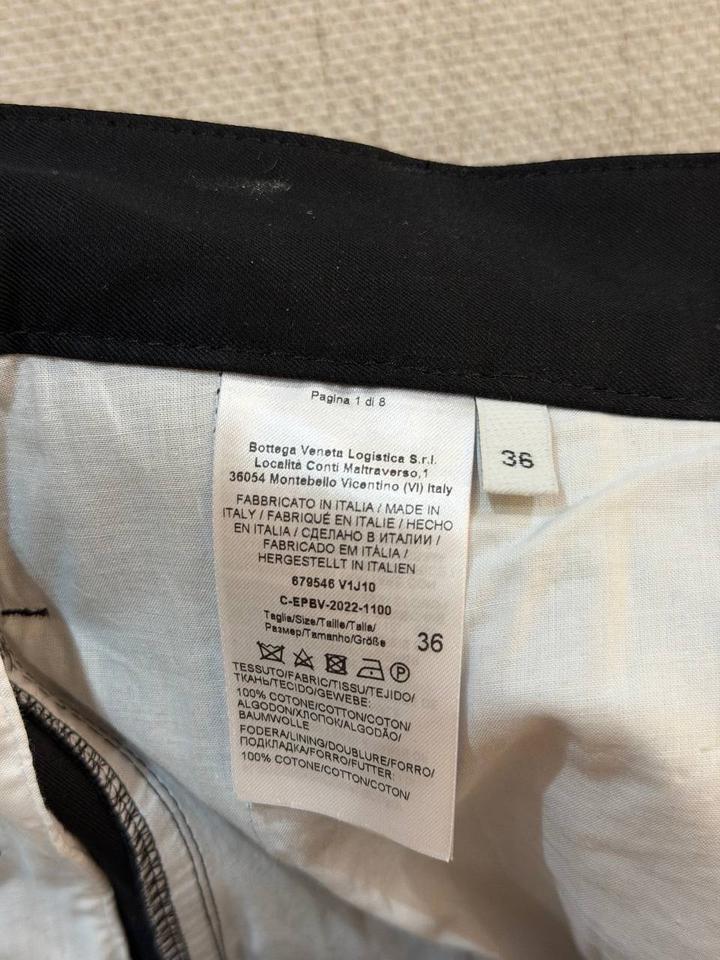 Pagina 1 di 8
Bottega Veneta Logistica S.r.l.
Località Conti Maltraverso,1
36054 Montebello Vicentino (VI) Italy
FABBRICATO IN ITALIA / MADE IN
ITALY / FABRIQUÉ EN ITALIE / HECHO
EN ITALIA / СДЕЛАНО В ИТАЛИИ /
FABRICADO EM ITÀLIA /
HERGESTELLT IN ITALIEN
679546 V1J10
C-EPBV-2022-1100
Taglia/Size/Taille/Talla/
Размер/Tamanho/Größe
36
P
TESSUTO/FABRIC/TISSU/TEJIDO/
ТКАНЬ/TECIDO/GEWEBE:
100% COTONE/COTTON/COTON/
ALGODON/ХЛОПОК/ALGODÃO/
BAUMWOLLE
FODERA/LINING/DOUBLURE/FORRO/
ПОДКЛАДКА/FORRO/FUTTER:
100% COTONE/COTTON/COTON/
36